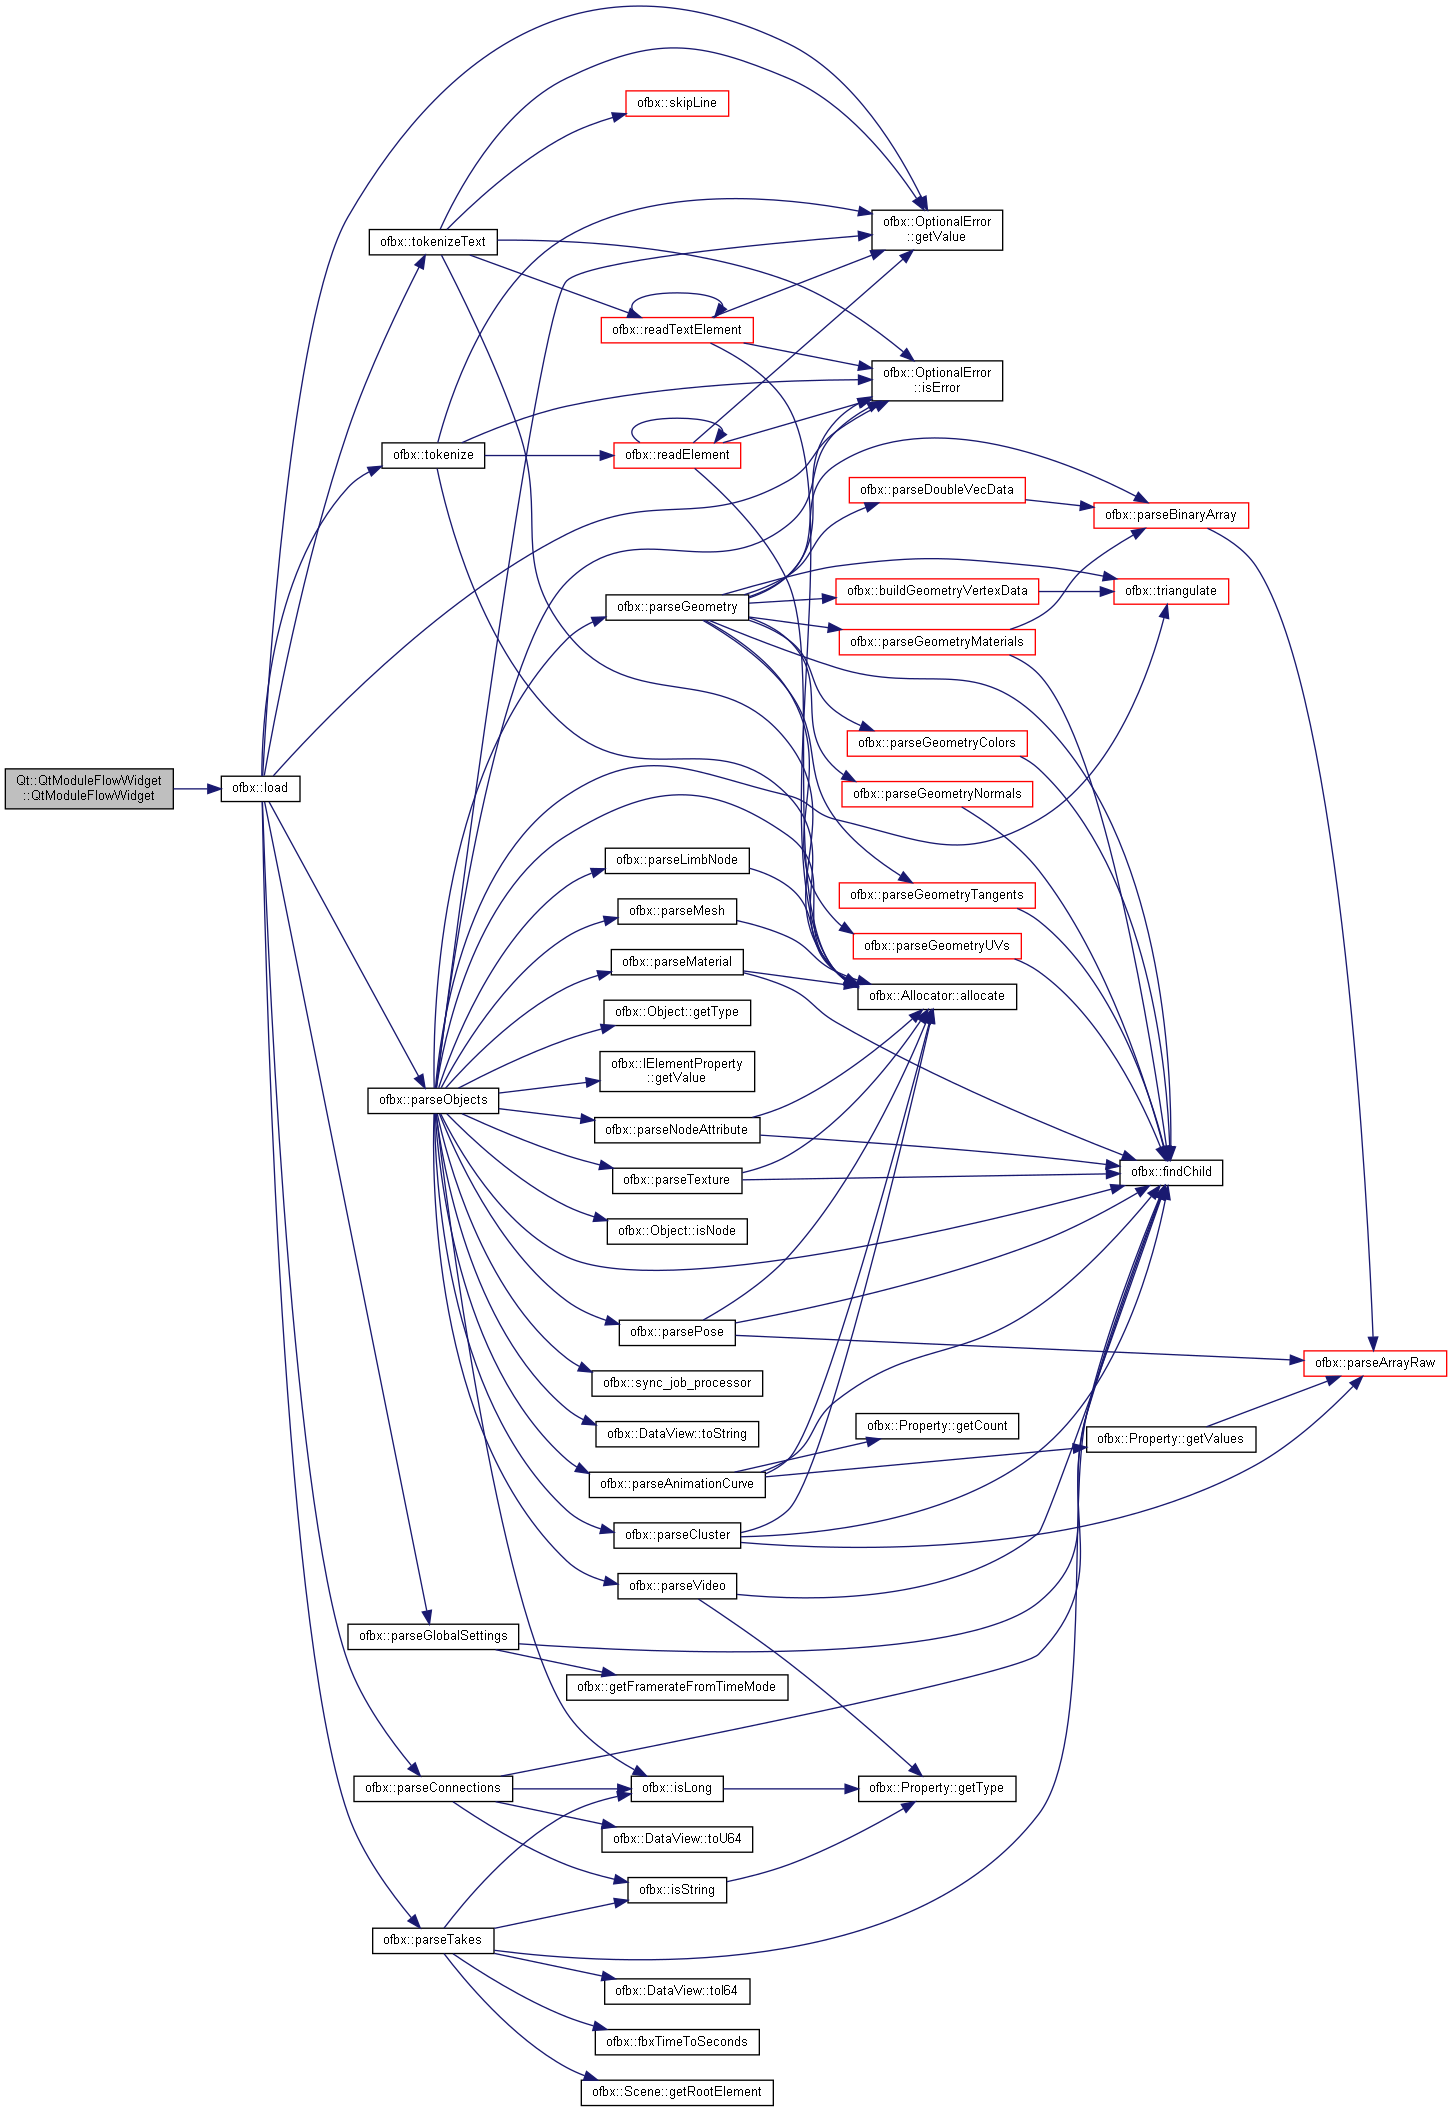 ofbx::skipLine
ofbx::OptionalError
::getValue
ofbx::tokenizeText
ofbx::readTextElement
ofbx::OptionalError
::isError
ofbx::tokenize
ofbx::readElement
ofbx::parseDoubleVecData
ofbx::parseBinaryArray
ofbx::parseGeometry
ofbx::buildGeometryVertexData
ofbx::triangulate
ofbx::parseGeometryMaterials
ofbx::parseGeometryColors
Qt::QtModuleFlowWidget
::QtModuleFlowWidget
ofbx::load
ofbx::parseGeometryNormals
ofbx::parseLimbNode
ofbx::parseGeometryTangents
ofbx::parseMesh
ofbx::parseGeometryUVs
ofbx::parseMaterial
ofbx::Allocator::allocate
ofbx::Object::getType
ofbx::IElementProperty
::getValue
ofbx::parseObjects
ofbx::parseNodeAttribute
ofbx::parseTexture
ofbx::findChild
ofbx::Object::isNode
ofbx::parsePose
ofbx::parseArrayRaw
ofbx::sync_job_processor
ofbx::DataView::toString
ofbx::Property::getCount
ofbx::Property::getValues
ofbx::parseAnimationCurve
ofbx::parseCluster
ofbx::parseVideo
ofbx::parseGlobalSettings
ofbx::getFramerateFromTimeMode
ofbx::parseConnections
ofbx::isLong
ofbx::Property::getType
ofbx::DataView::toU64
ofbx::isString
ofbx::parseTakes
ofbx::DataView::toI64
ofbx::fbxTimeToSeconds
ofbx::Scene::getRootElement